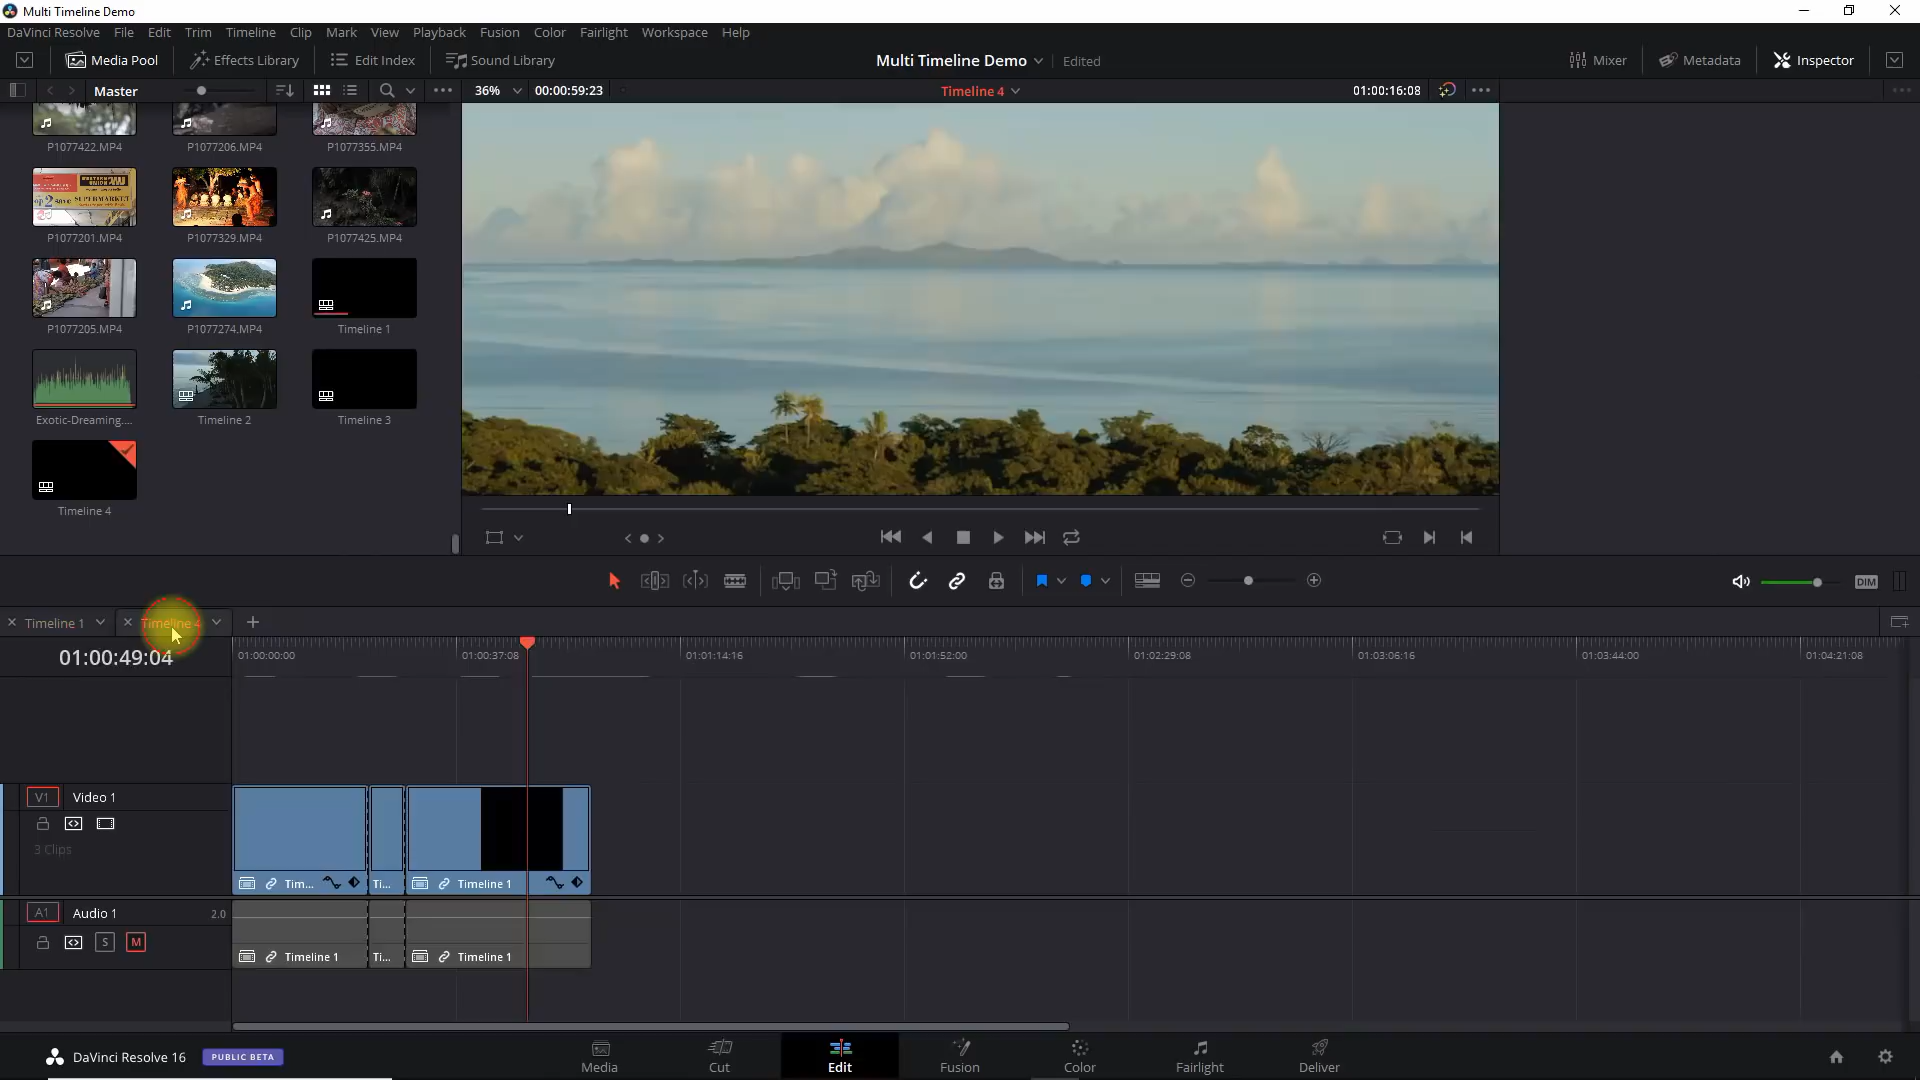 Multi Timeline Demo
DaVinci Resolve File Edit Trim Timeline Clip Mark View Playback Fusion Color Fairlight Workspace Help
Media Pool Effects Library Edit Index Sound Library Multi Timeline Demo Edited Mixer Metadata Inspector
Master 36% 00:00:59:23 Timeline 4 01:00:16:08
P1077422.MP4 P1077206.MP4 P1077355.MP4
P1077201.MP4 P1077329.MP4 P1077425.MP4
P1077205.MP4 P1077274.MP4 Timeline 1
Exotic-Dreaming.... Timeline 2 Timeline 3
Timeline 4
DIM
Timeline 1 Timeline 4
01:00:49:04 01:00:00:00 01:00:37:08 01:01:14:16 01:01:52:00 01:02:29:08 01:03:06:16 01:03:44:00 01:04:21:08
V1 Video 1
3 Clips
Tim... Ti... Timeline 1
A1 Audio 1 2.0
S M
Timeline 1 Ti... Timeline 1
DaVinci Resolve 16 PUBLIC BETA Media Cut Edit Fusion Color Fairlight Deliver